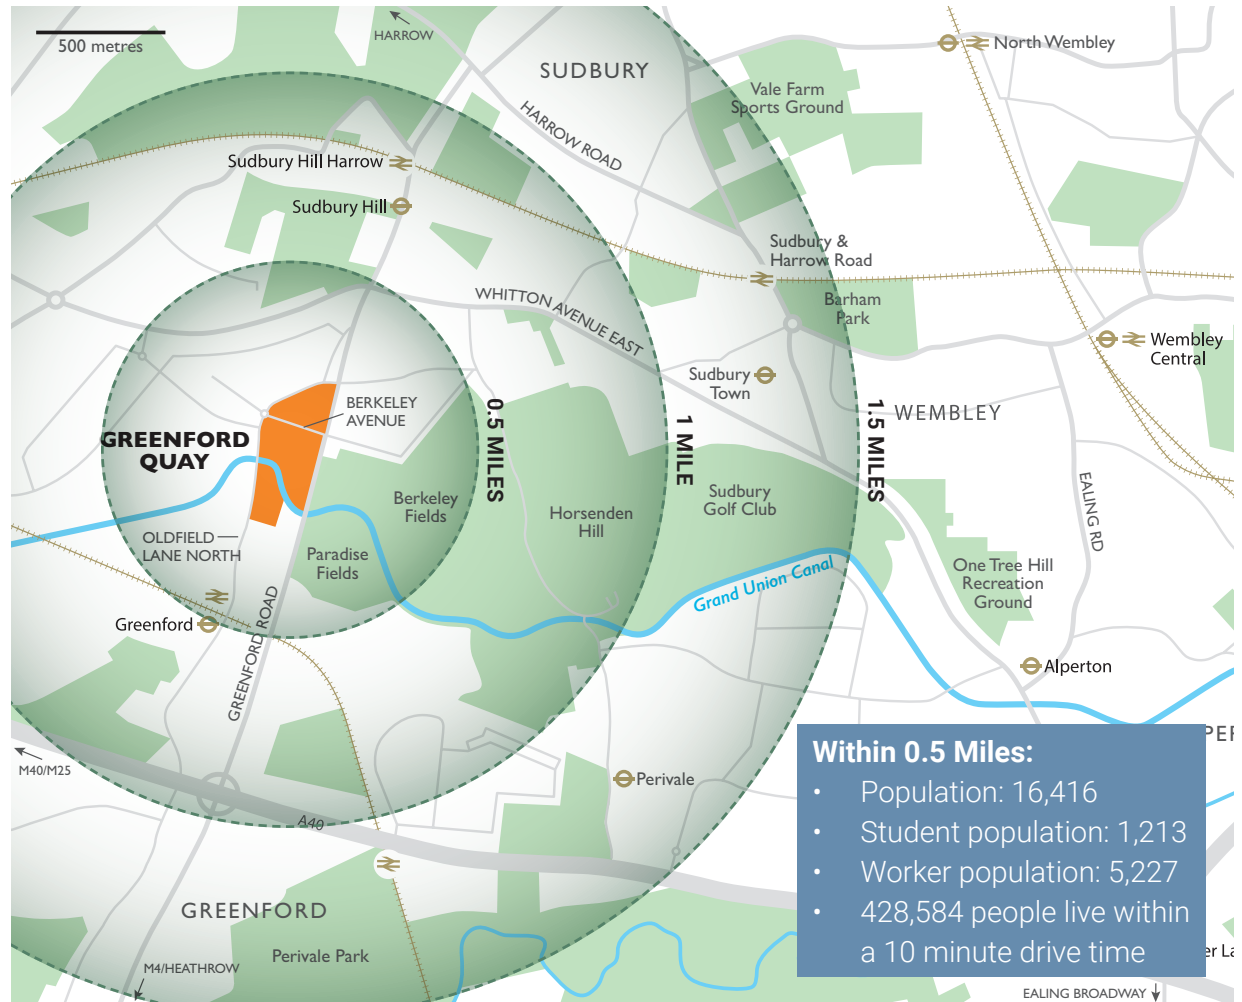 500 metres
HARROW
SUDBURY
North Wembley
Vale Farm
Sports Ground
HARROW ROAD
Sudbury Hill Harrow
Sudbury Hill
Sudbury &
Harrow Road
WHITTON AVENUE EAST
Barham
Park
Wembley
Central
Sudbury
Town
BERKELEY
AVENUE
0.5 MILES
1 MILE
1.5 MILES
WEMBLEY
GREENFORD
QUAY
Berkeley
Fields
Horsenden
Hill
Sudbury
Golf Club
EALING RD
OLDFIELD
LANE NORTH
Paradise
Fields
Grand Union Canal
One Tree Hill
Recreation
Ground
Greenford
GREENFORD ROAD
Alperton
M40/M25
Perivale
A40
PER
Within 0.5 Miles:
• Population: 16,416
• Student population: 1,213
• Worker population: 5,227
• 428,584 people live within
a 10 minute drive time
GREENFORD
Perivale Park
M4/HEATHROW
er La
EALING BROADWAY